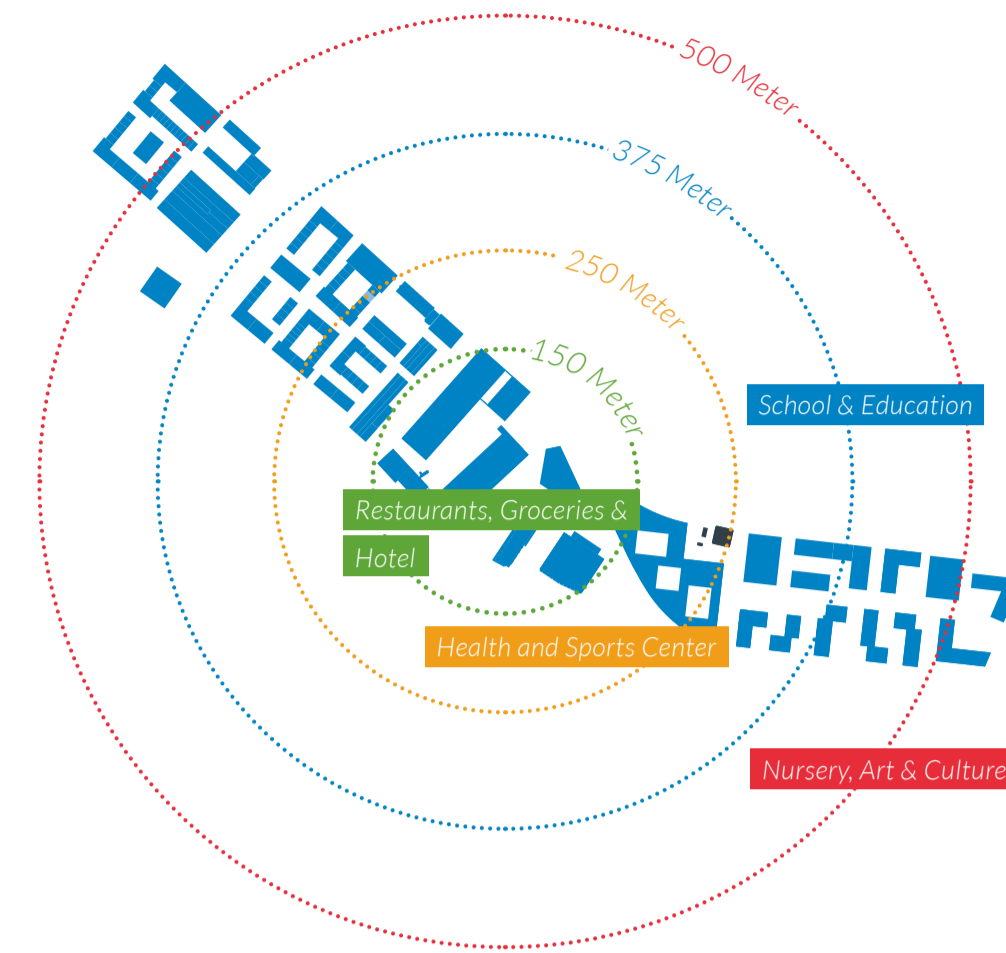 500 Meter
375 Meter
250 Meter
150 Meter
School & Education
Restaurants, Groceries &
Hotel
Health and Sports Center
Nursery, Art & Culture